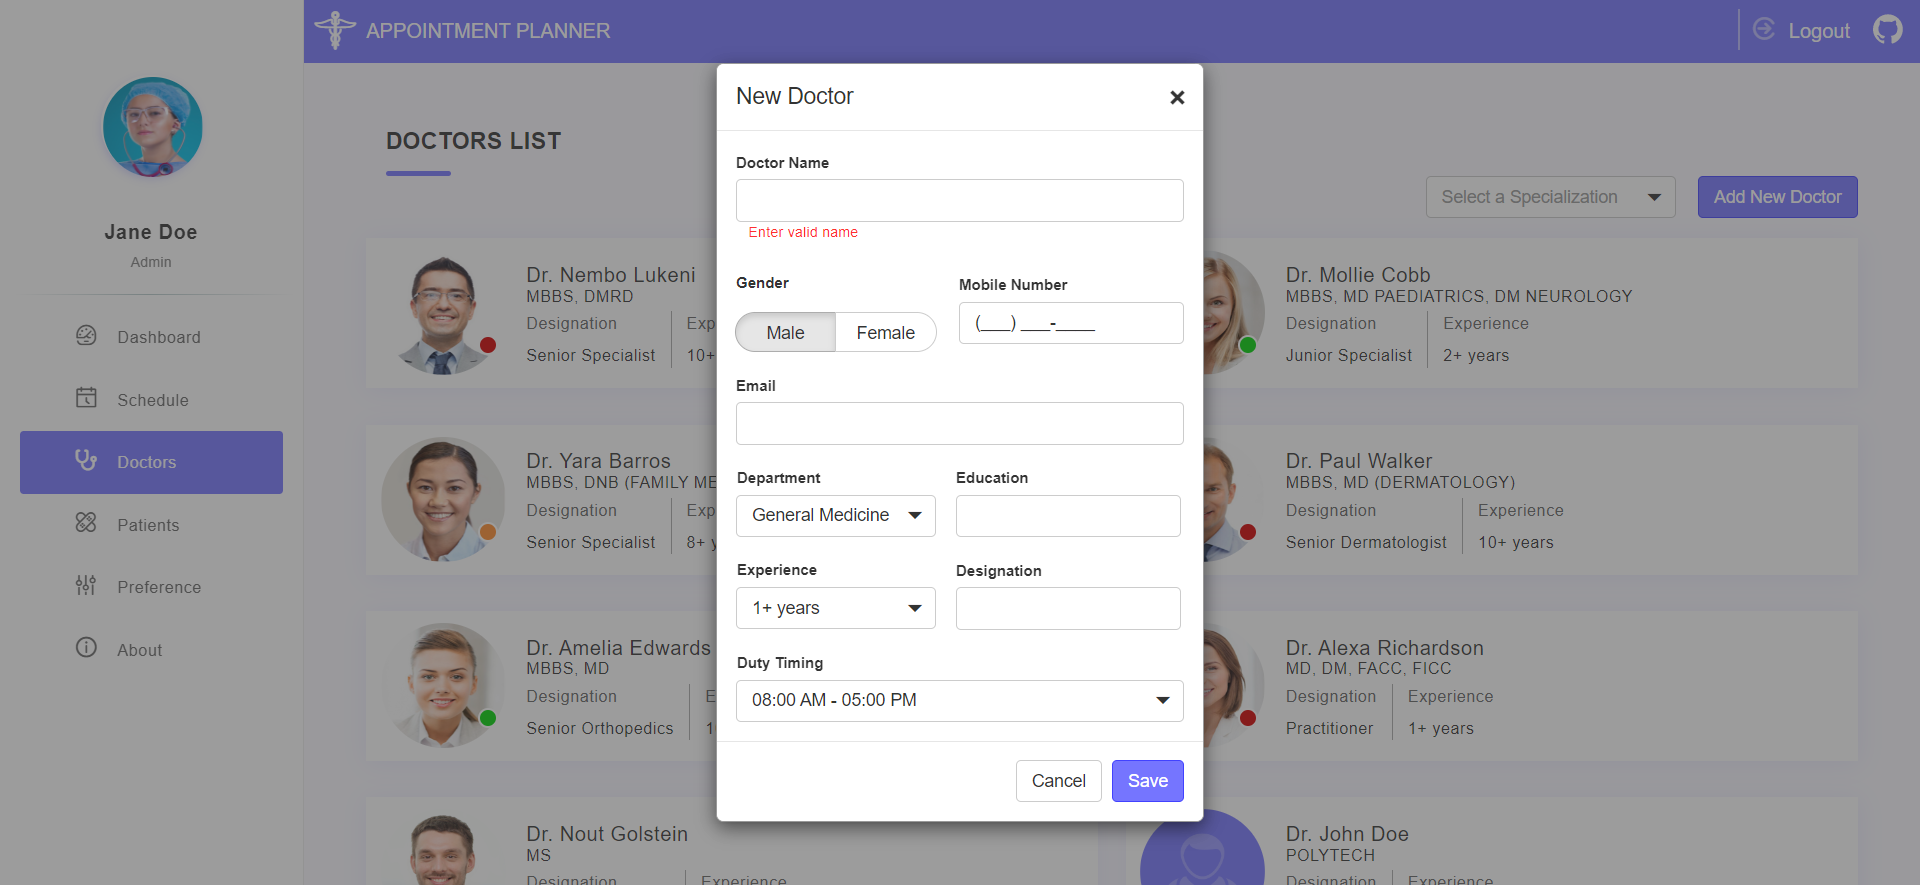 APPOINTMENT PLANNER
Logout
Jane Doe
Admin
Dashboard
Schedule
Doctors
Patients
Preference
About
DOCTORS LIST
Select a Specialization
Add New Doctor
Dr. Nembo Lukeni
MBBS, DMRD
Designation
Senior Specialist
10+
Dr. Mollie Cobb
MBBS, MD PAEDIATRICS, DM NEUROLOGY
Designation Experience
Junior Specialist 2+ years
Dr. Yara Barros
MBBS, DNB (FAMILY
Designation
Senior Specialist
8+
Dr. Paul Walker
MBBS, MD (DERMATOLOGY)
Designation Experience
Senior Dermatologist 10+ years
Dr. Amelia Edwards
MBBS, MD
Designation
Senior Orthopedics
Dr. Alexa Richardson
MD, DM, FACC, FICC
Designation Experience
Practitioner 1+ years
Dr. Nout Golstein
MS
Designation Experience
Dr. John Doe
POLYTECH
Designation Experience
New Doctor
Doctor Name
Enter valid name
Gender
Male Female
Mobile Number
(___) ___-____
Email
Department
General Medicine
Education
Experience
1+ years
Designation
Duty Timing
08:00 AM - 05:00 PM
Cancel
Save